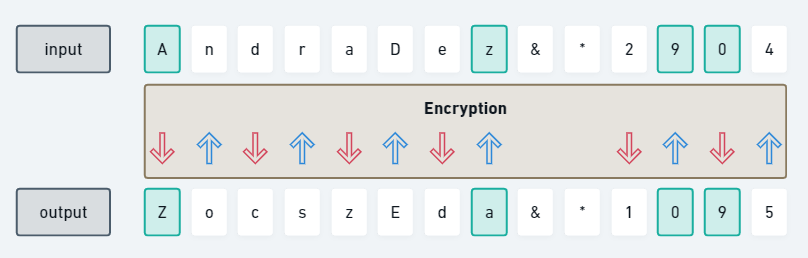 input A n d r a D e z & * 2 9 0 4
Encryption
output Z o c s z E d a & * 1 0 9 5